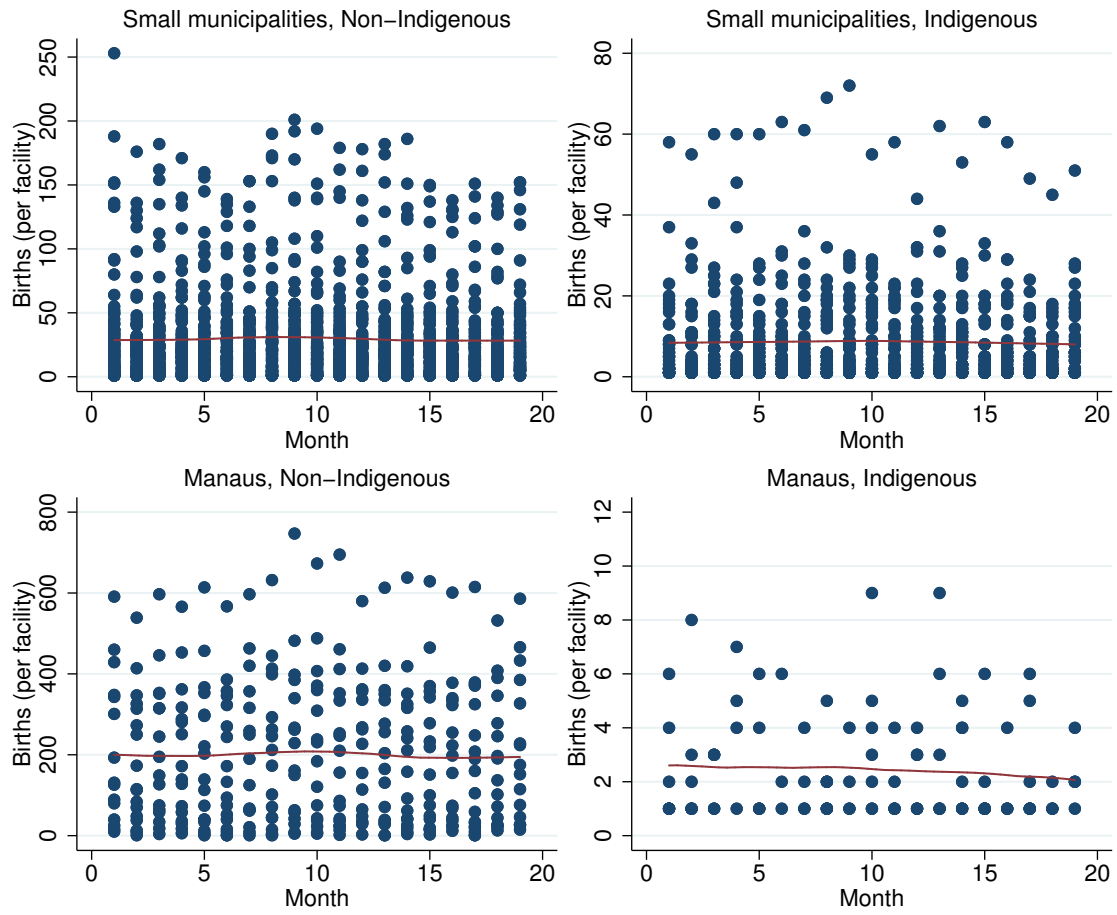 Small municipalities, Non−Indigenous
Births (per facility)
250
200
150
100
50
0
0 5 10 15 20
Month
Small municipalities, Indigenous
Births (per facility)
80
60
40
20
0
0 5 10 15 20
Month
Manaus, Non−Indigenous
Births (per facility)
800
600
400
200
0
0 5 10 15 20
Month
Manaus, Indigenous
Births (per facility)
12
10
8
6
4
2
0
0 5 10 15 20
Month